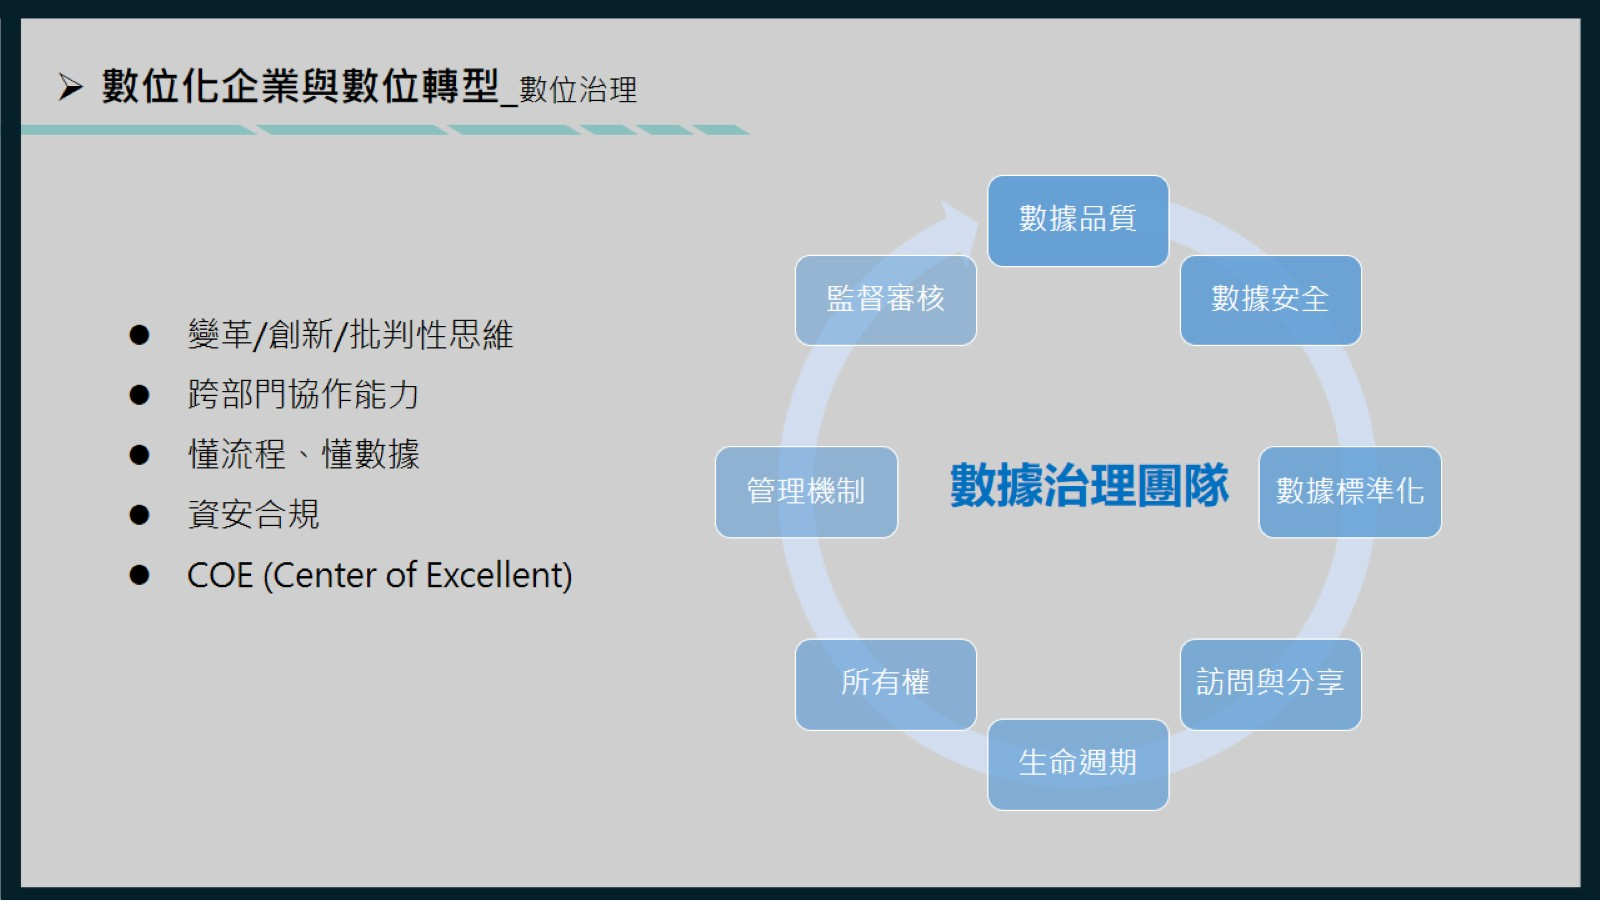 數位化企業與數位轉型_數位治理
變革/創新/批判性思維
跨部門協作能力
懂流程、懂數據
資安合規
COE (Center of Excellent)
數據治理團隊
數據品質
數據安全
數據標準化
訪問與分享
生命週期
所有權
管理機制
監督審核